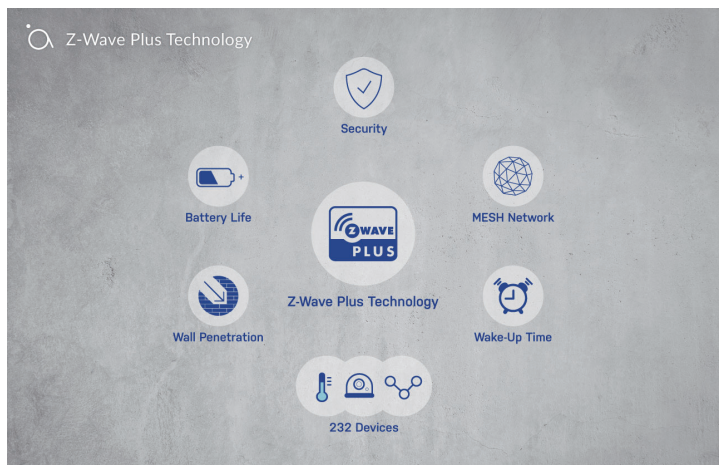 Z-Wave Plus Technology
Security
Battery Life
MESH Network
Z WAVE
PLUS
Z-Wave Plus Technology
Wall Penetration
Wake-Up Time
232 Devices